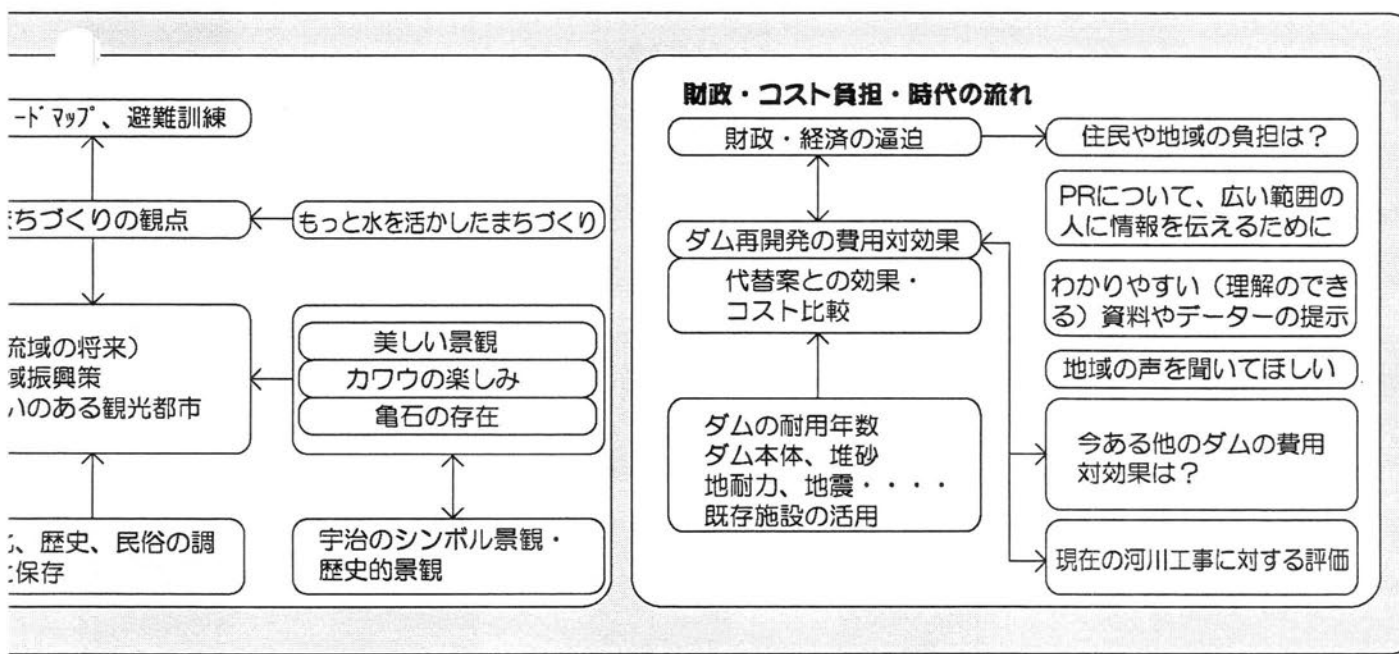 ードマップ、避難訓練
まちづくりの観点
もっと水を活かしたまちづくり
流域の将来)
域振興策
いのある観光都市
美しい景観
カワウの楽しみ
亀石の存在
、歴史、民俗の調
と保存
宇治のシンボル景観・
歴史的景観
財政・コスト負担・時代の流れ
財政・経済の逼迫
住民や地域の負担は?
PRについて、広い範囲の
人に情報を伝えるために
ダム再開発の費用対効果
代替案との効果・
コスト比較
わかりやすい(理解のでき
る)資料やデーターの提示
地域の声を聞いてほしい
ダムの耐用年数
ダム本体、堆砂
地耐力、地震・・・・
既存施設の活用
今ある他のダムの費用
対効果は?
現在の河川工事に対する評価